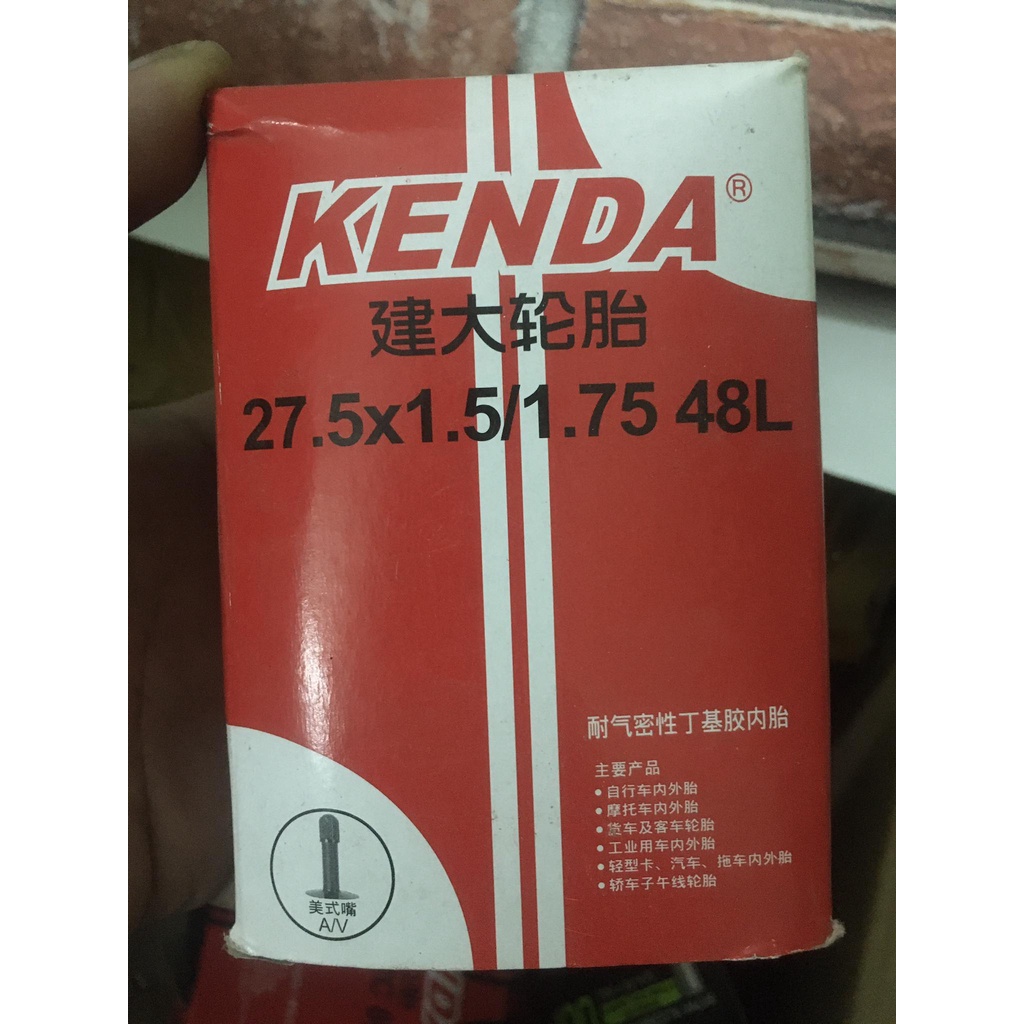 KENDA®
建大轮胎
27.5x1.5/1.75 48L
耐气密性丁基胶内胎
主要产品
●自行车内外胎
●摩托车内外胎
●货车及客车轮胎
●工业用车内外胎
●轻型卡、汽车、拖车内外胎
●轿车子午线轮胎
美式嘴
A/V